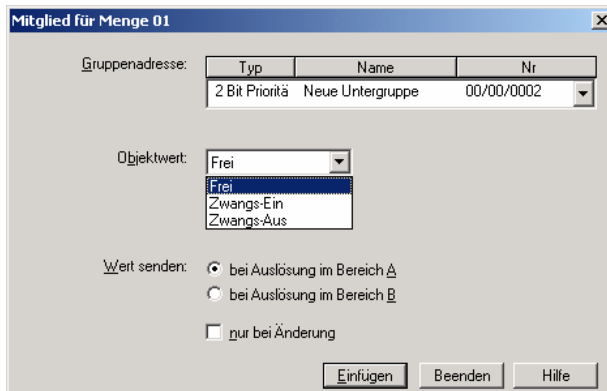 Mitglied für Menge 01
Gruppenadresse:
Typ Name Nr
2 Bit Prioritä Neue Untergruppe 00/00/0002
Objektwert: Frei
Frei
Zwangs-Ein
Zwangs-Aus
Wert senden: bei Auslösung im Bereich A
bei Auslösung im Bereich B
nur bei Änderung
Einfügen Beenden Hilfe